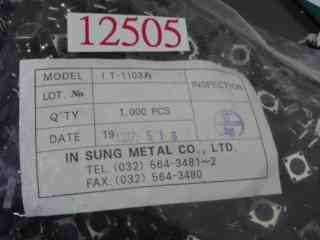 12505
MODEL
INSPECTION
LOT. No.
Q'TY 1,000 PCS
DATE 19
IN SUNG METAL CO., LTD.
TEL. (032) 564-3481~2
FAX. (032) 564-3480